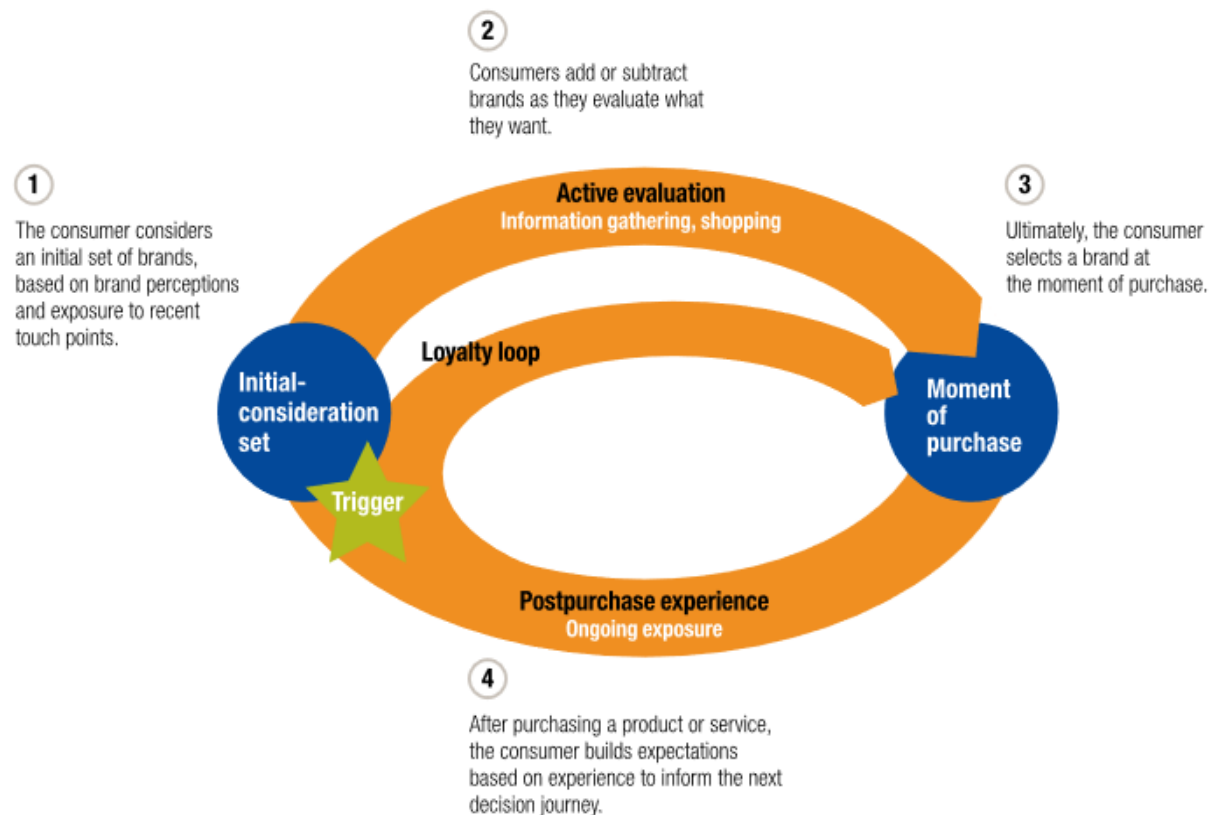 1
The consumer considers
an initial set of brands,
based on brand perceptions
and exposure to recent
touch points.
2
Consumers add or subtract
brands as they evaluate what
they want.
3
Ultimately, the consumer
selects a brand at
the moment of purchase.
Active evaluation
Information gathering, shopping
Loyalty loop
Initial-
consideration
set
Trigger
Moment
of
purchase
Postpurchase experience
Ongoing exposure
4
After purchasing a product or service,
the consumer builds expectations
based on experience to inform the next
decision journey.